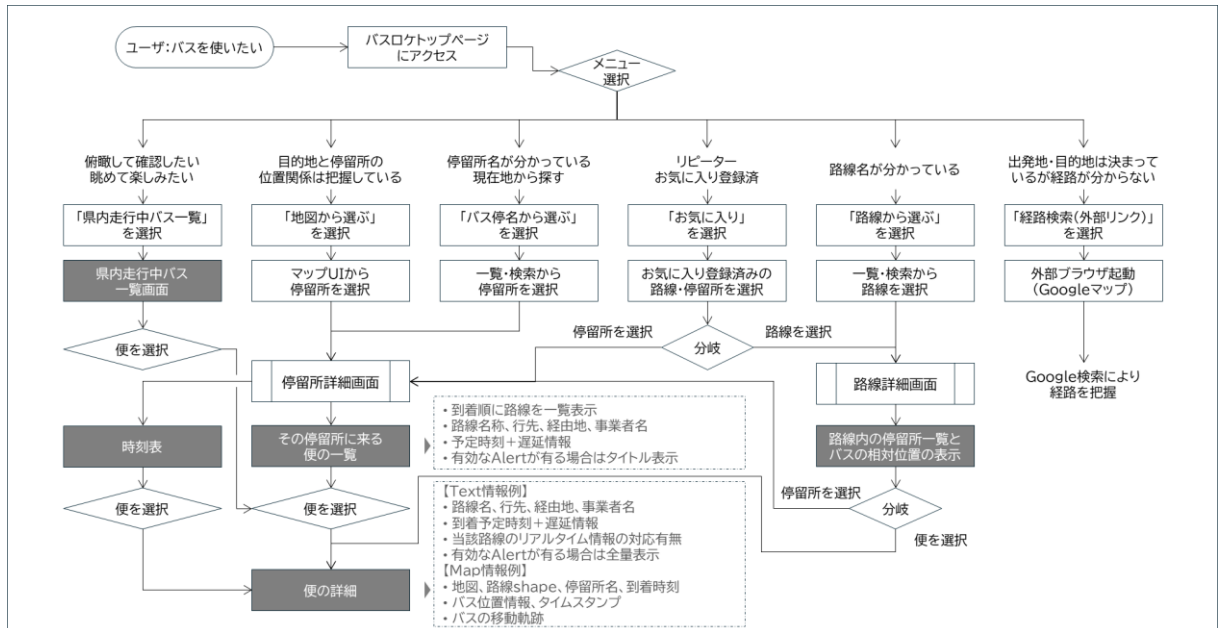 ユーザ:バスを使いたい
バスロケトップページ
にアクセス
メニュー
選択
俯瞰して確認したい
眺めて楽しみたい
目的地と停留所の
位置関係は把握している
停留所名が分かっている
現在地から探す
リピーター
お気に入り登録済
路線名が分かっている
出発地・目的地は決まって
いるが経路が分からない
「県内走行中バス一覧」
を選択
「地図から選ぶ」
を選択
「バス停名から選ぶ」
を選択
「お気に入り」
を選択
「路線から選ぶ」
を選択
「経路検索(外部リンク)」
を選択
県内走行中バス
一覧画面
マップUIから
停留所を選択
一覧・検索から
停留所を選択
お気に入り登録済みの
路線・停留所を選択
一覧・検索から
路線を選択
外部ブラウザ起動
(Googleマップ)
便を選択
停留所を選択
分岐
路線を選択
停留所詳細画面
路線詳細画面
Google検索により
経路を把握
時刻表
その停留所に来る
便の一覧
・到着順に路線を一覧表示
・路線名称、行先、経由地、事業者名
・予定時刻+遅延情報
・有効なAlertが有る場合はタイトル表示
路線内の停留所一覧と
バスの相対位置の表示
便を選択
便を選択
【Text情報例】
・路線名、行先、経由地、事業者名
・到着予定時刻+遅延情報
・当該路線のリアルタイム情報の対応有無
・有効なAlertが有る場合は全量表示
【Map情報例】
・地図、路線shape、停留所名、到着時刻
・バス位置情報、タイムスタンプ
・バスの移動軌跡
停留所を選択
分岐
便を選択
便の詳細